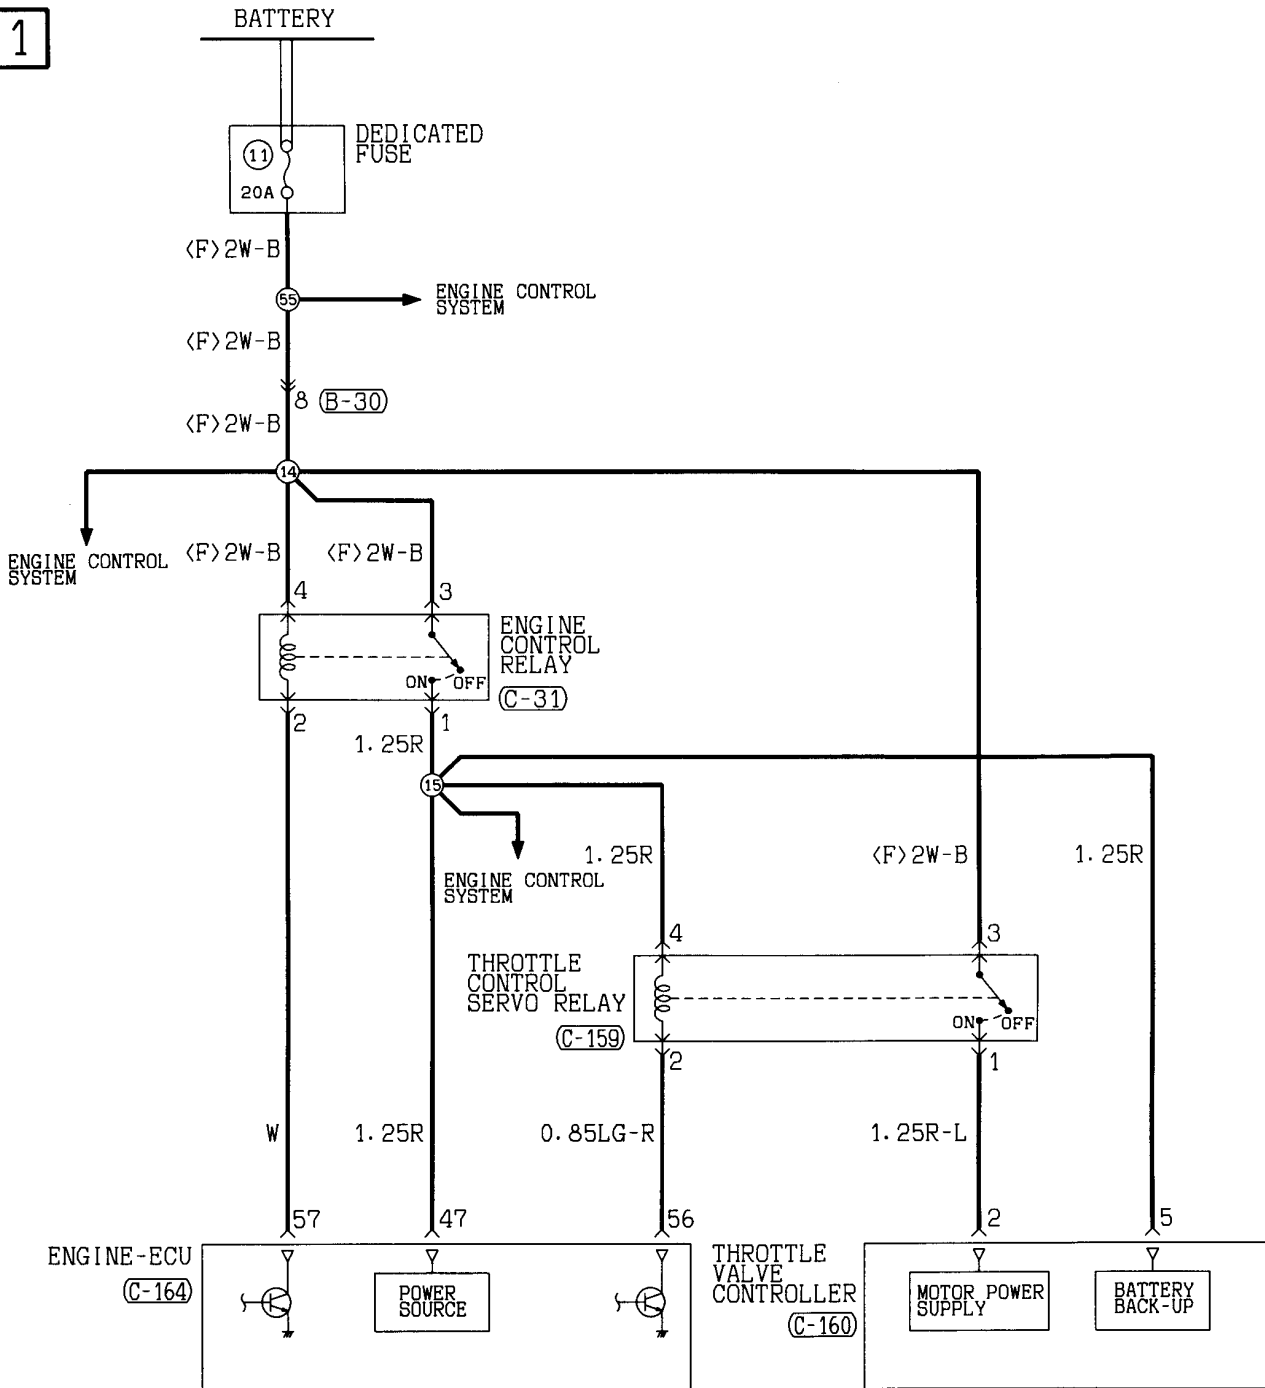 1
BATTERY
11
20A
DEDICATED
FUSE
<F>2W-B
55
ENGINE CONTROL
SYSTEM
<F>2W-B
8
B-30
<F>2W-B
14
ENGINE CONTROL
SYSTEM
<F>2W-B
<F>2W-B
4
3
ENGINE
CONTROL
RELAY
ON
OFF
C-31
2
1
1.25R
15
1.25R
<F>2W-B
1.25R
ENGINE CONTROL
SYSTEM
4
3
THROTTLE
CONTROL
SERVO RELAY
C-159
ON
OFF
2
1
W
1.25R
0.85LG-R
1.25R-L
57
47
56
2
5
ENGINE-ECU
C-164
POWER
SOURCE
THROTTLE
VALVE
CONTROLLER
C-160
MOTOR POWER
SUPPLY
BATTERY
BACK-UP